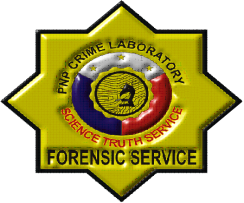 PNP CRIME LABORATORY
SCIENCE TRUTH SERVICE
FORENSIC SERVICE